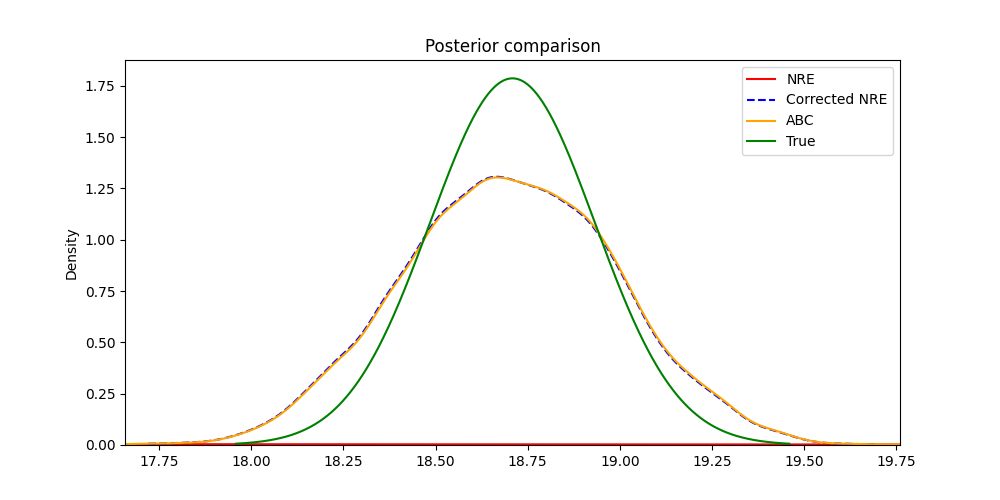 Posterior comparison
NRE
Corrected NRE
ABC
True
Density
1.75
1.50
1.25
1.00
0.75
0.50
0.25
0.00
17.75 18.00 18.25 18.50 18.75 19.00 19.25 19.50 19.75